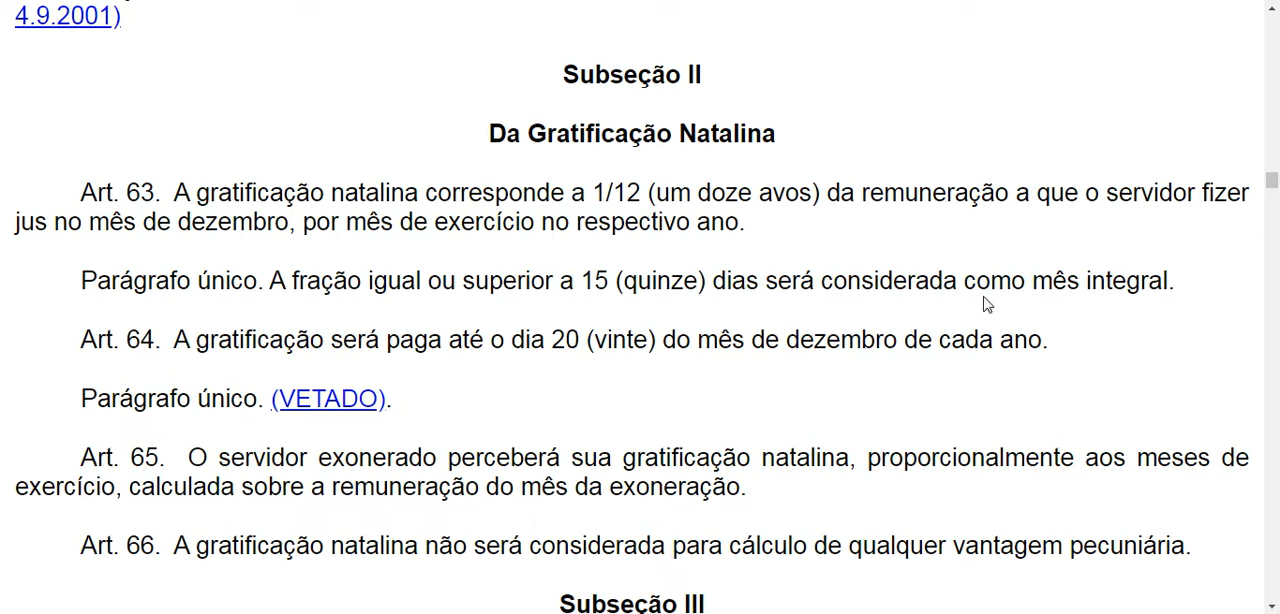 4.9.2001)
Subseção II
Da Gratificação Natalina
Art. 63.  A gratificação natalina corresponde a 1/12 (um doze avos) da remuneração a que o servidor fizer
jus no mês de dezembro, por mês de exercício no respectivo ano.
Parágrafo único. A fração igual ou superior a 15 (quinze) dias será considerada como mês integral.
Art. 64.  A gratificação será paga até o dia 20 (vinte) do mês de dezembro de cada ano.
Parágrafo único. (VETADO).
Art. 65.  O servidor exonerado perceberá sua gratificação natalina, proporcionalmente aos meses de
exercício, calculada sobre a remuneração do mês da exoneração.
Art. 66.  A gratificação natalina não será considerada para cálculo de qualquer vantagem pecuniária.
Subseção III